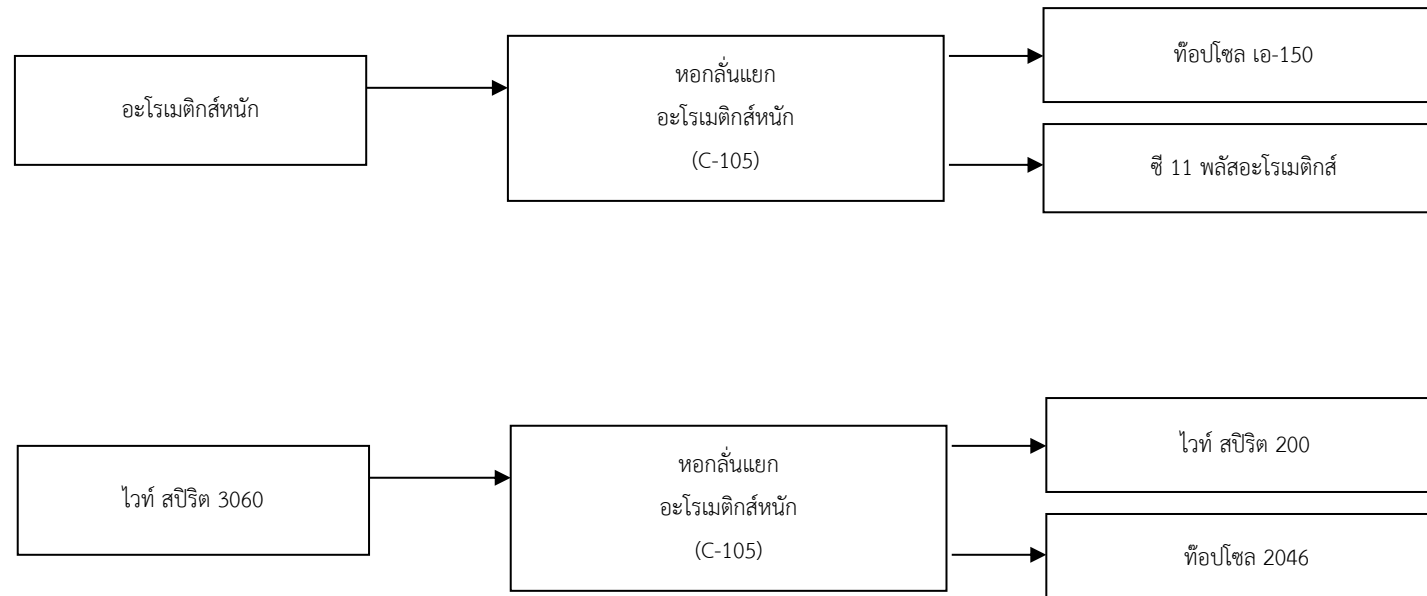 อะโรเมติกส์หนัก
หอกลั่นแยก
อะโรเมติกส์หนัก
(C-105)
ท๊อปโซล เอ-150
ซี 11 พลัสอะโรเมติกส์
ไวท์ สปิริต 3060
หอกลั่นแยก
อะโรเมติกส์หนัก
(C-105)
ไวท์ สปิริต 200
ท๊อปโซล 2046